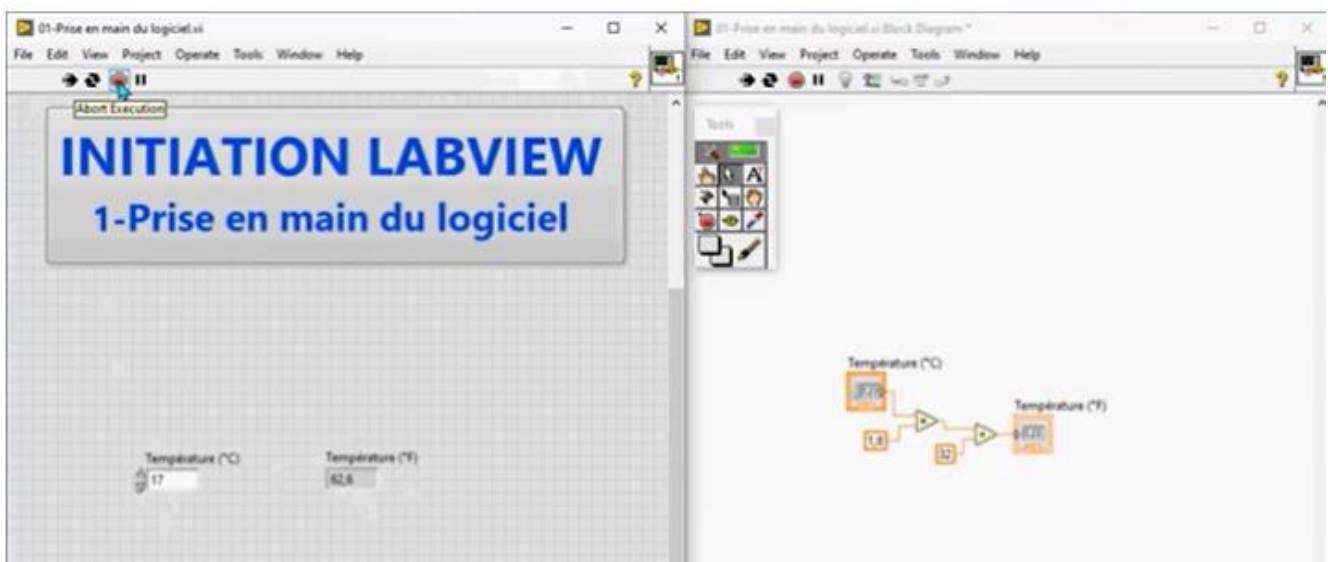 01-Prise en main du logiciel.vi
File Edit View Project Operate Tools Window Help
Abort Execution
INITIATION LABVIEW
1-Prise en main du logiciel
Température (°C)
17
Température (°F)
62,6
01-Prise en main du logiciel.vi Block Diagram *
File Edit View Project Operate Tools Window Help
Tools
A
Température (°C)
1,8
32
Température (°F)